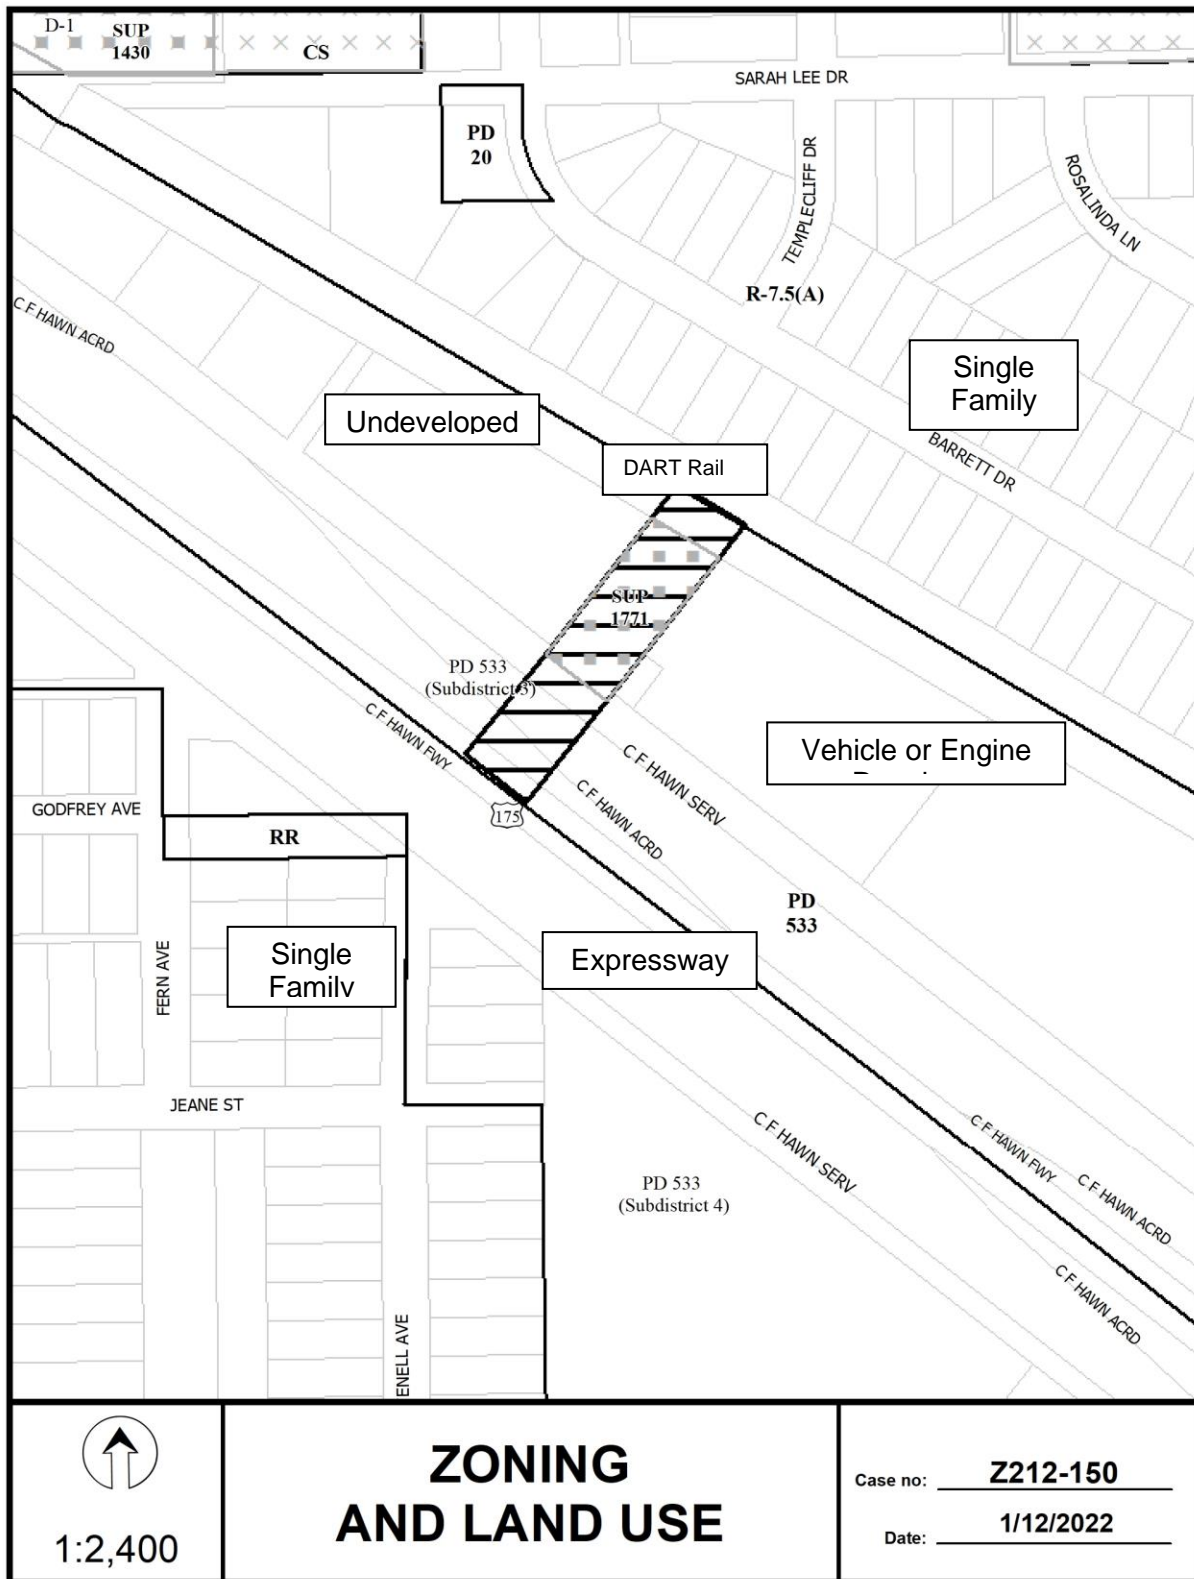 D-1
SUP
1430
CS
SARAH LEE DR
PD
20
TEMPLECLIFF DR
ROSALINDA LN
R-7.5(A)
C F HAWN ACRD
Single
Family
Undeveloped
BARRETT DR
DART Rail
SUP
1771
PD 533
(Subdistrict 3)
C F HAWN FWY
C F HAWN SERV
Vehicle or Engine
C F HAWN ACRD
175
GODFREY AVE
RR
PD
533
FERN AVE
Single
Family
Expressway
JEANE ST
C F HAWN SERV
C F HAWN FWY
C F HAWN ACRD
PD 533
(Subdistrict 4)
C F HAWN ACRD
ENELL AVE
1:2,400
ZONING
AND LAND USE
Case no: Z212-150
Date: 1/12/2022